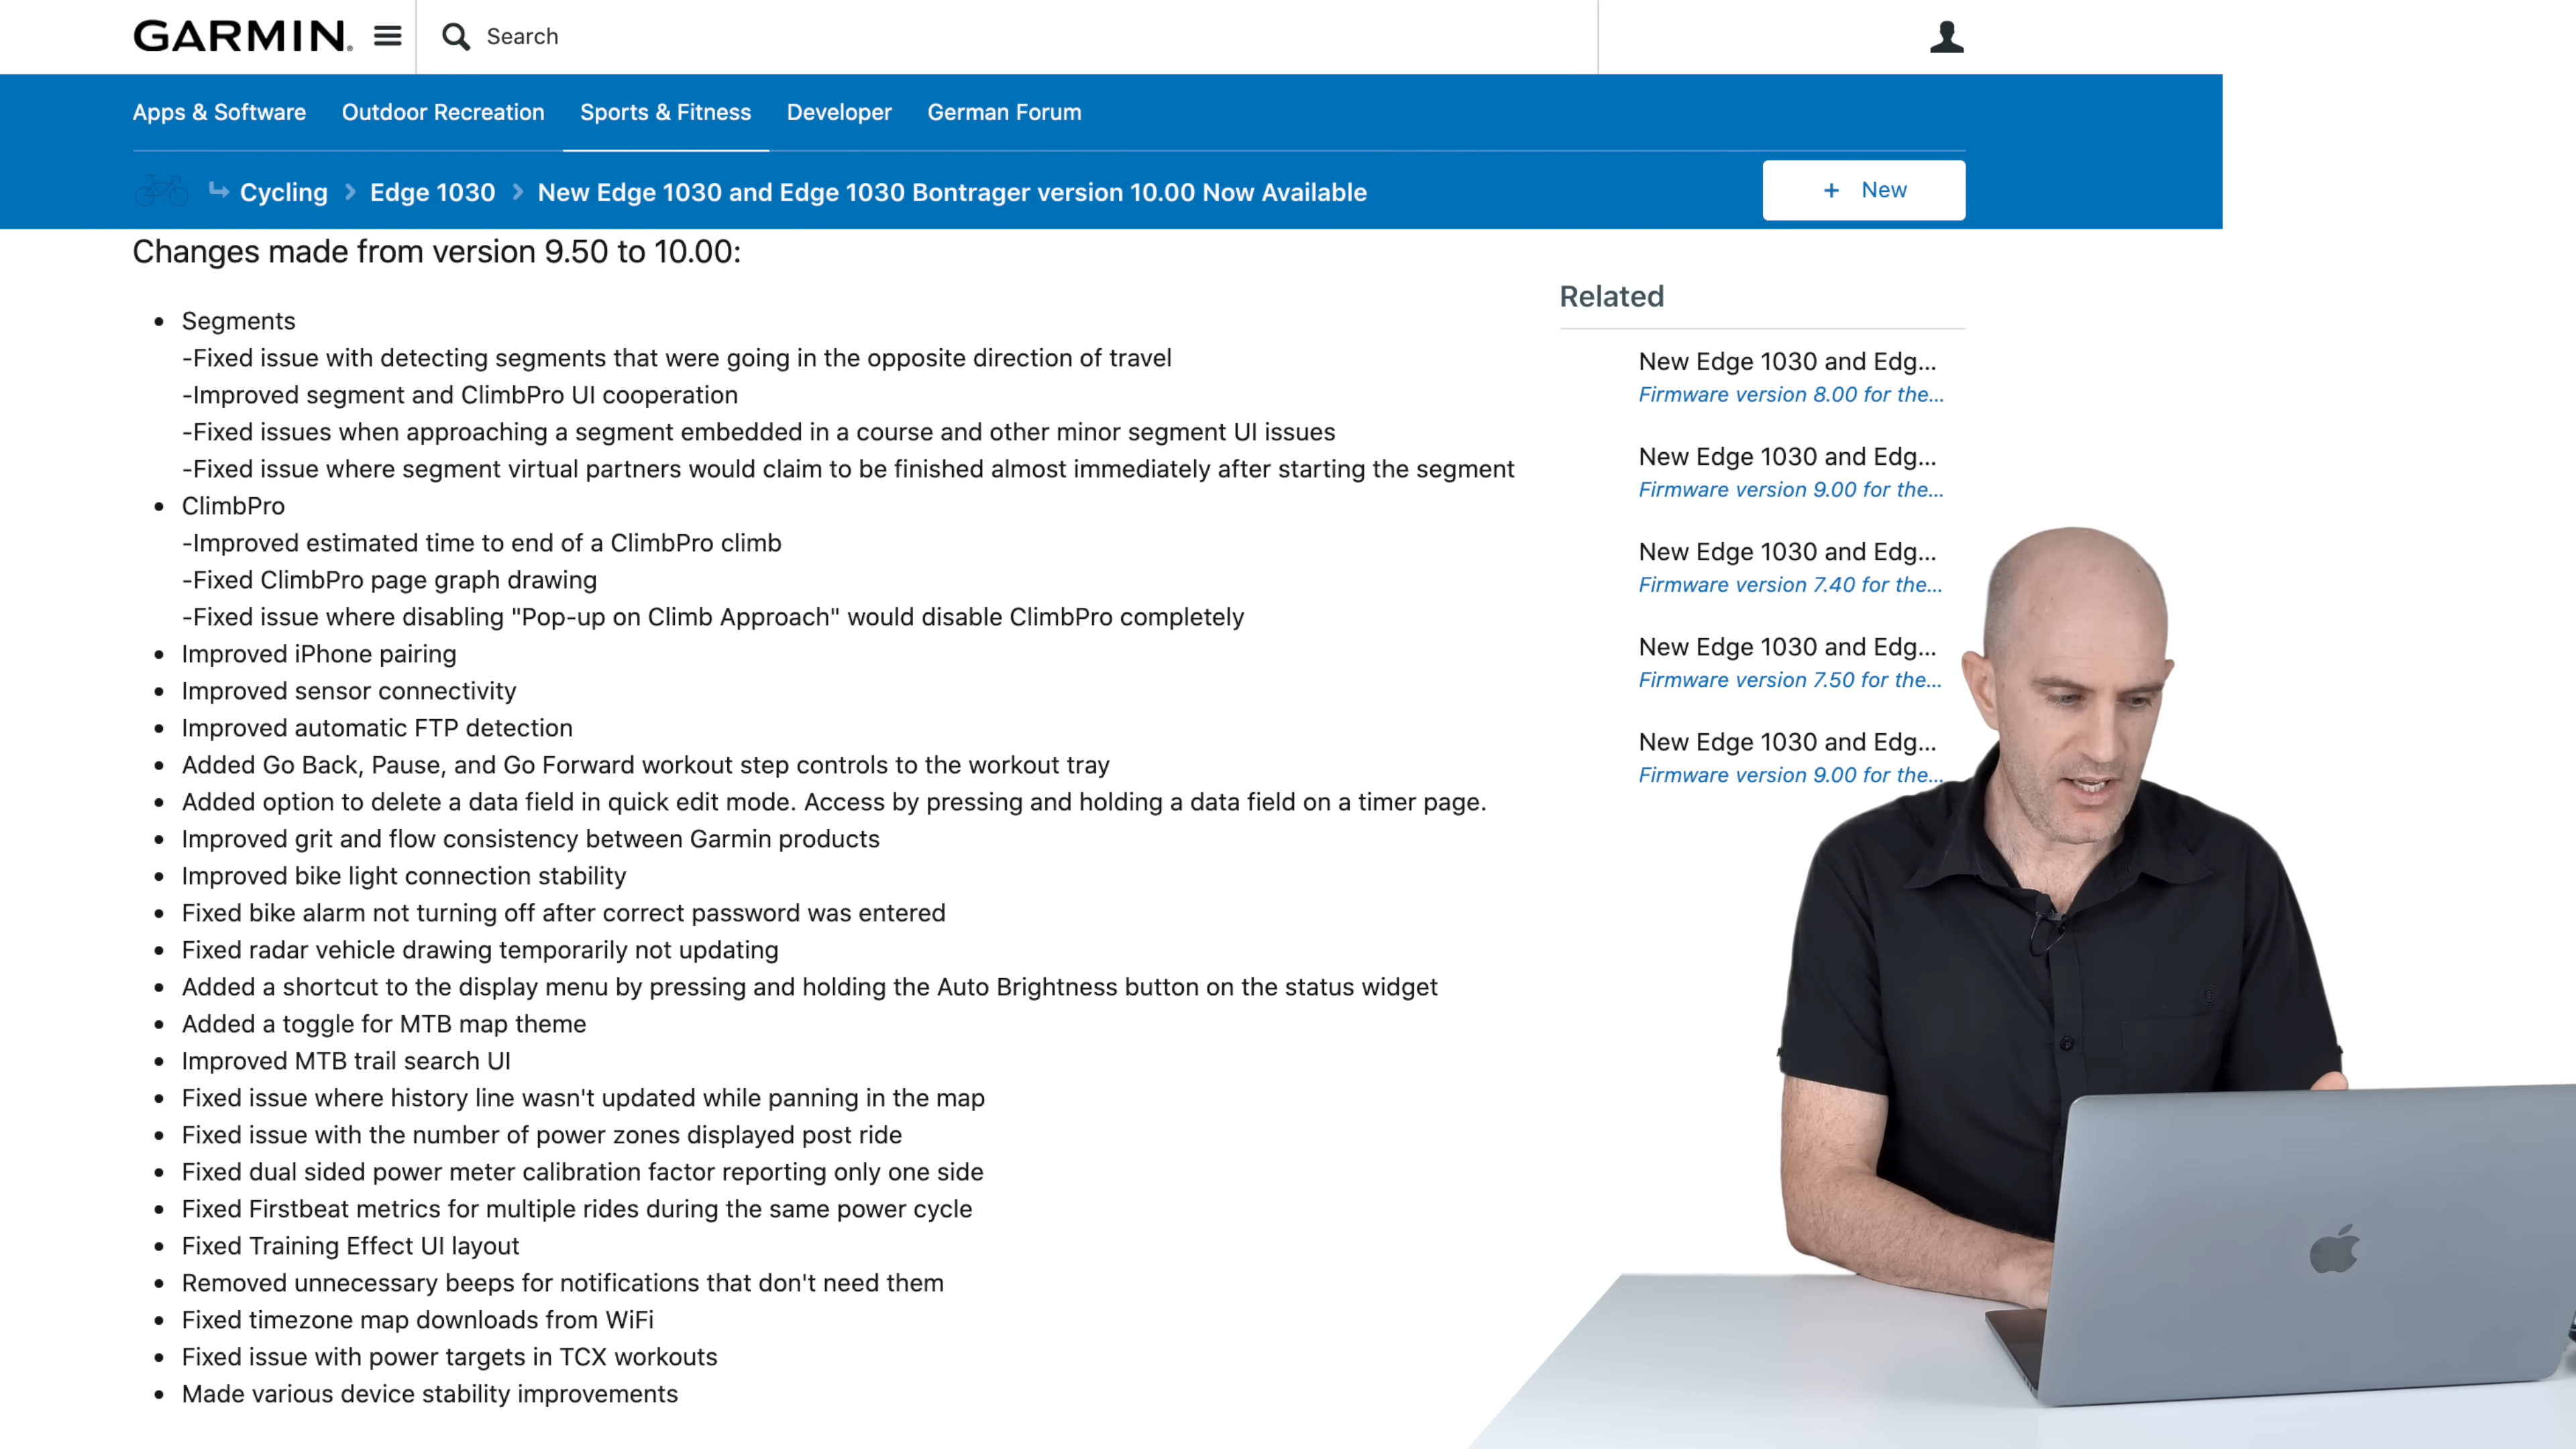 GARMIN
Search
Apps & Software
Outdoor Recreation
Sports & Fitness
Developer
German Forum
Cycling > Edge 1030 > New Edge 1030 and Edge 1030 Bontrager version 10.00 Now Available
+ New
Changes made from version 9.50 to 10.00:
• Segments
-Fixed issue with detecting segments that were going in the opposite direction of travel
-Improved segment and ClimbPro UI cooperation
-Fixed issues when approaching a segment embedded in a course and other minor segment UI issues
-Fixed issue where segment virtual partners would claim to be finished almost immediately after starting the segment
• ClimbPro
-Improved estimated time to end of a ClimbPro climb
-Fixed ClimbPro page graph drawing
-Fixed issue where disabling "Pop-up on Climb Approach" would disable ClimbPro completely
• Improved iPhone pairing
• Improved sensor connectivity
• Improved automatic FTP detection
• Added Go Back, Pause, and Go Forward workout step controls to the workout tray
• Added option to delete a data field in quick edit mode. Access by pressing and holding a data field on a timer page.
• Improved grit and flow consistency between Garmin products
• Improved bike light connection stability
• Fixed bike alarm not turning off after correct password was entered
• Fixed radar vehicle drawing temporarily not updating
• Added a shortcut to the display menu by pressing and holding the Auto Brightness button on the status widget
• Added a toggle for MTB map theme
• Improved MTB trail search UI
• Fixed issue where history line wasn't updated while panning in the map
• Fixed issue with the number of power zones displayed post ride
• Fixed dual sided power meter calibration factor reporting only one side
• Fixed Firstbeat metrics for multiple rides during the same power cycle
• Fixed Training Effect UI layout
• Removed unnecessary beeps for notifications that don't need them
• Fixed timezone map downloads from WiFi
• Fixed issue with power targets in TCX workouts
• Made various device stability improvements
Related
New Edge 1030 and Edg...
Firmware version 8.00 for the...
New Edge 1030 and Edg...
Firmware version 9.00 for the...
New Edge 1030 and Edg...
Firmware version 7.40 for the...
New Edge 1030 and Edg...
Firmware version 7.50 for the...
New Edge 1030 and Edg...
Firmware version 9.00 for the...